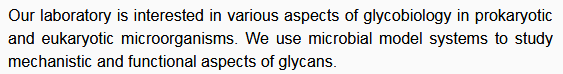 Our laboratory is interested in various aspects of glycobiology in prokaryotic
and eukaryotic microorganisms. We use microbial model systems to study
mechanistic and functional aspects of glycans.